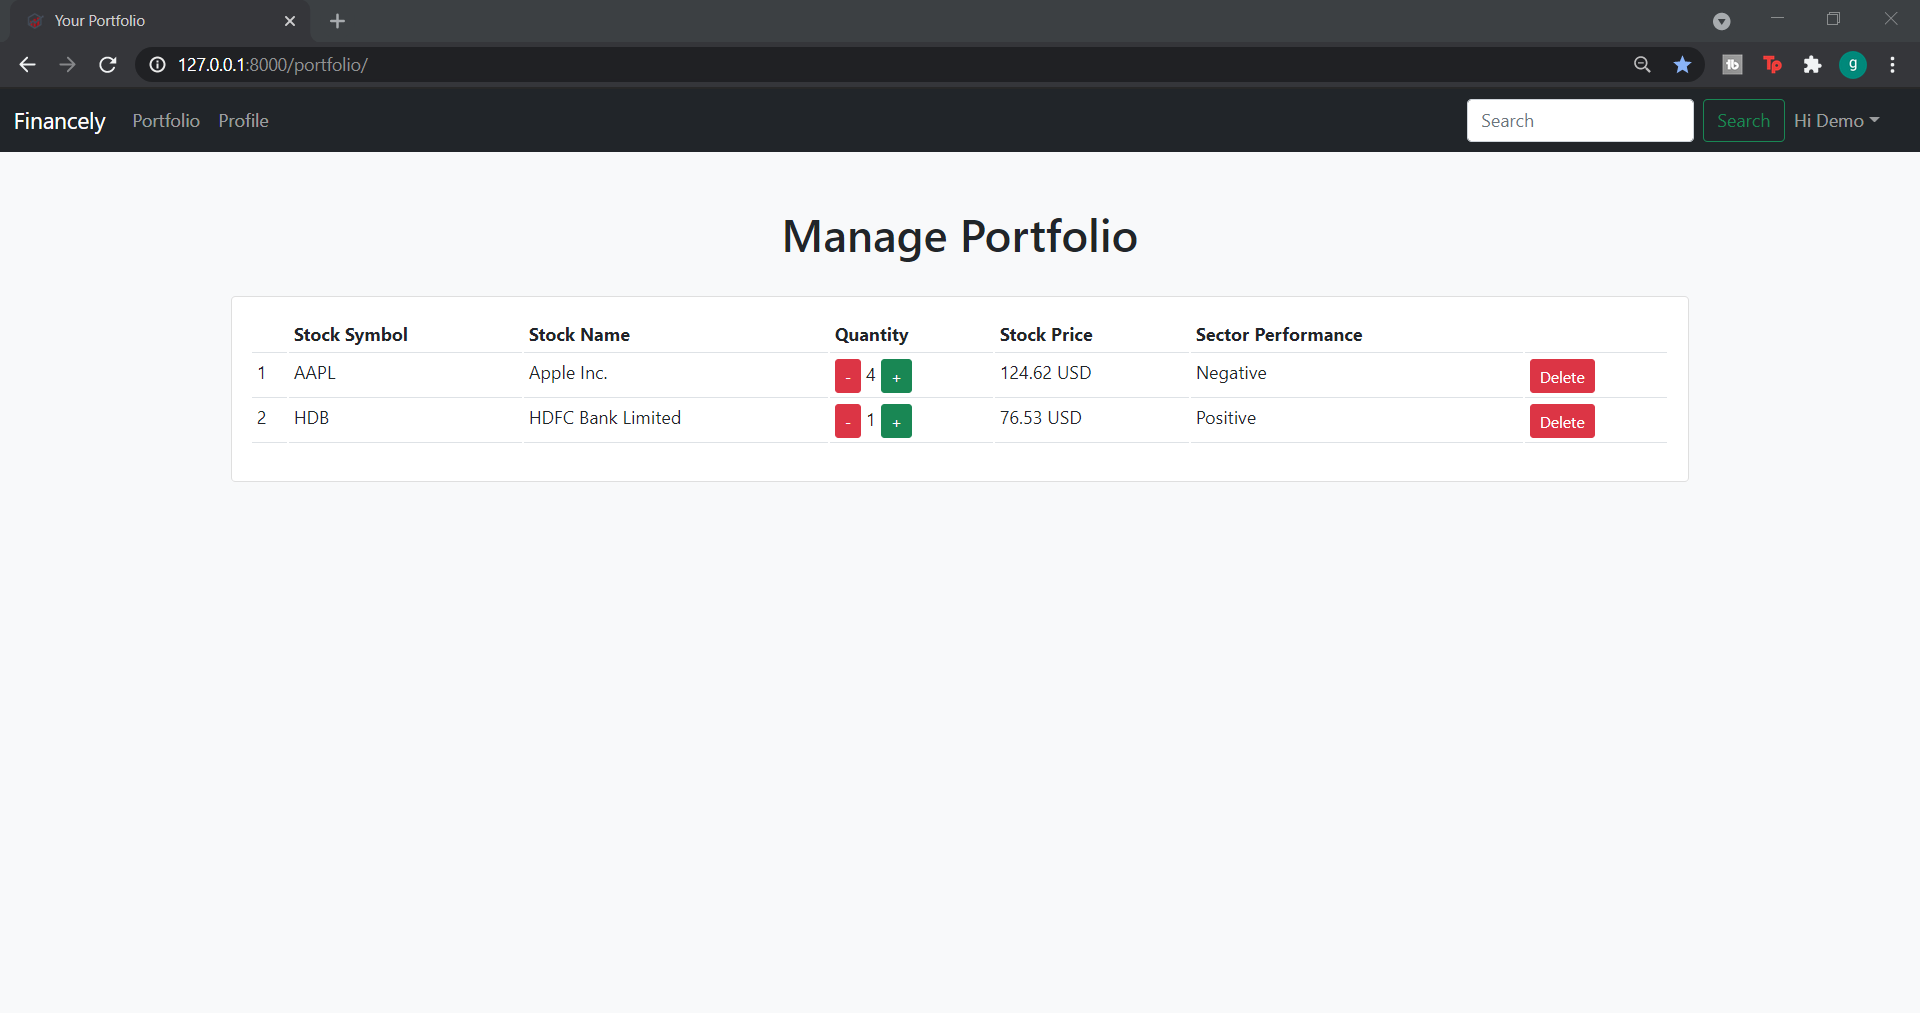 Your Portfolio
127.0.0.1:8000/portfolio/
tb
Tp
g
Financely Portfolio Profile Search Search Hi Demo
Manage Portfolio
Stock Symbol Stock Name Quantity Stock Price Sector Performance
1 AAPL Apple Inc. - 4 + 124.62 USD Negative Delete
2 HDB HDFC Bank Limited - 1 + 76.53 USD Positive Delete